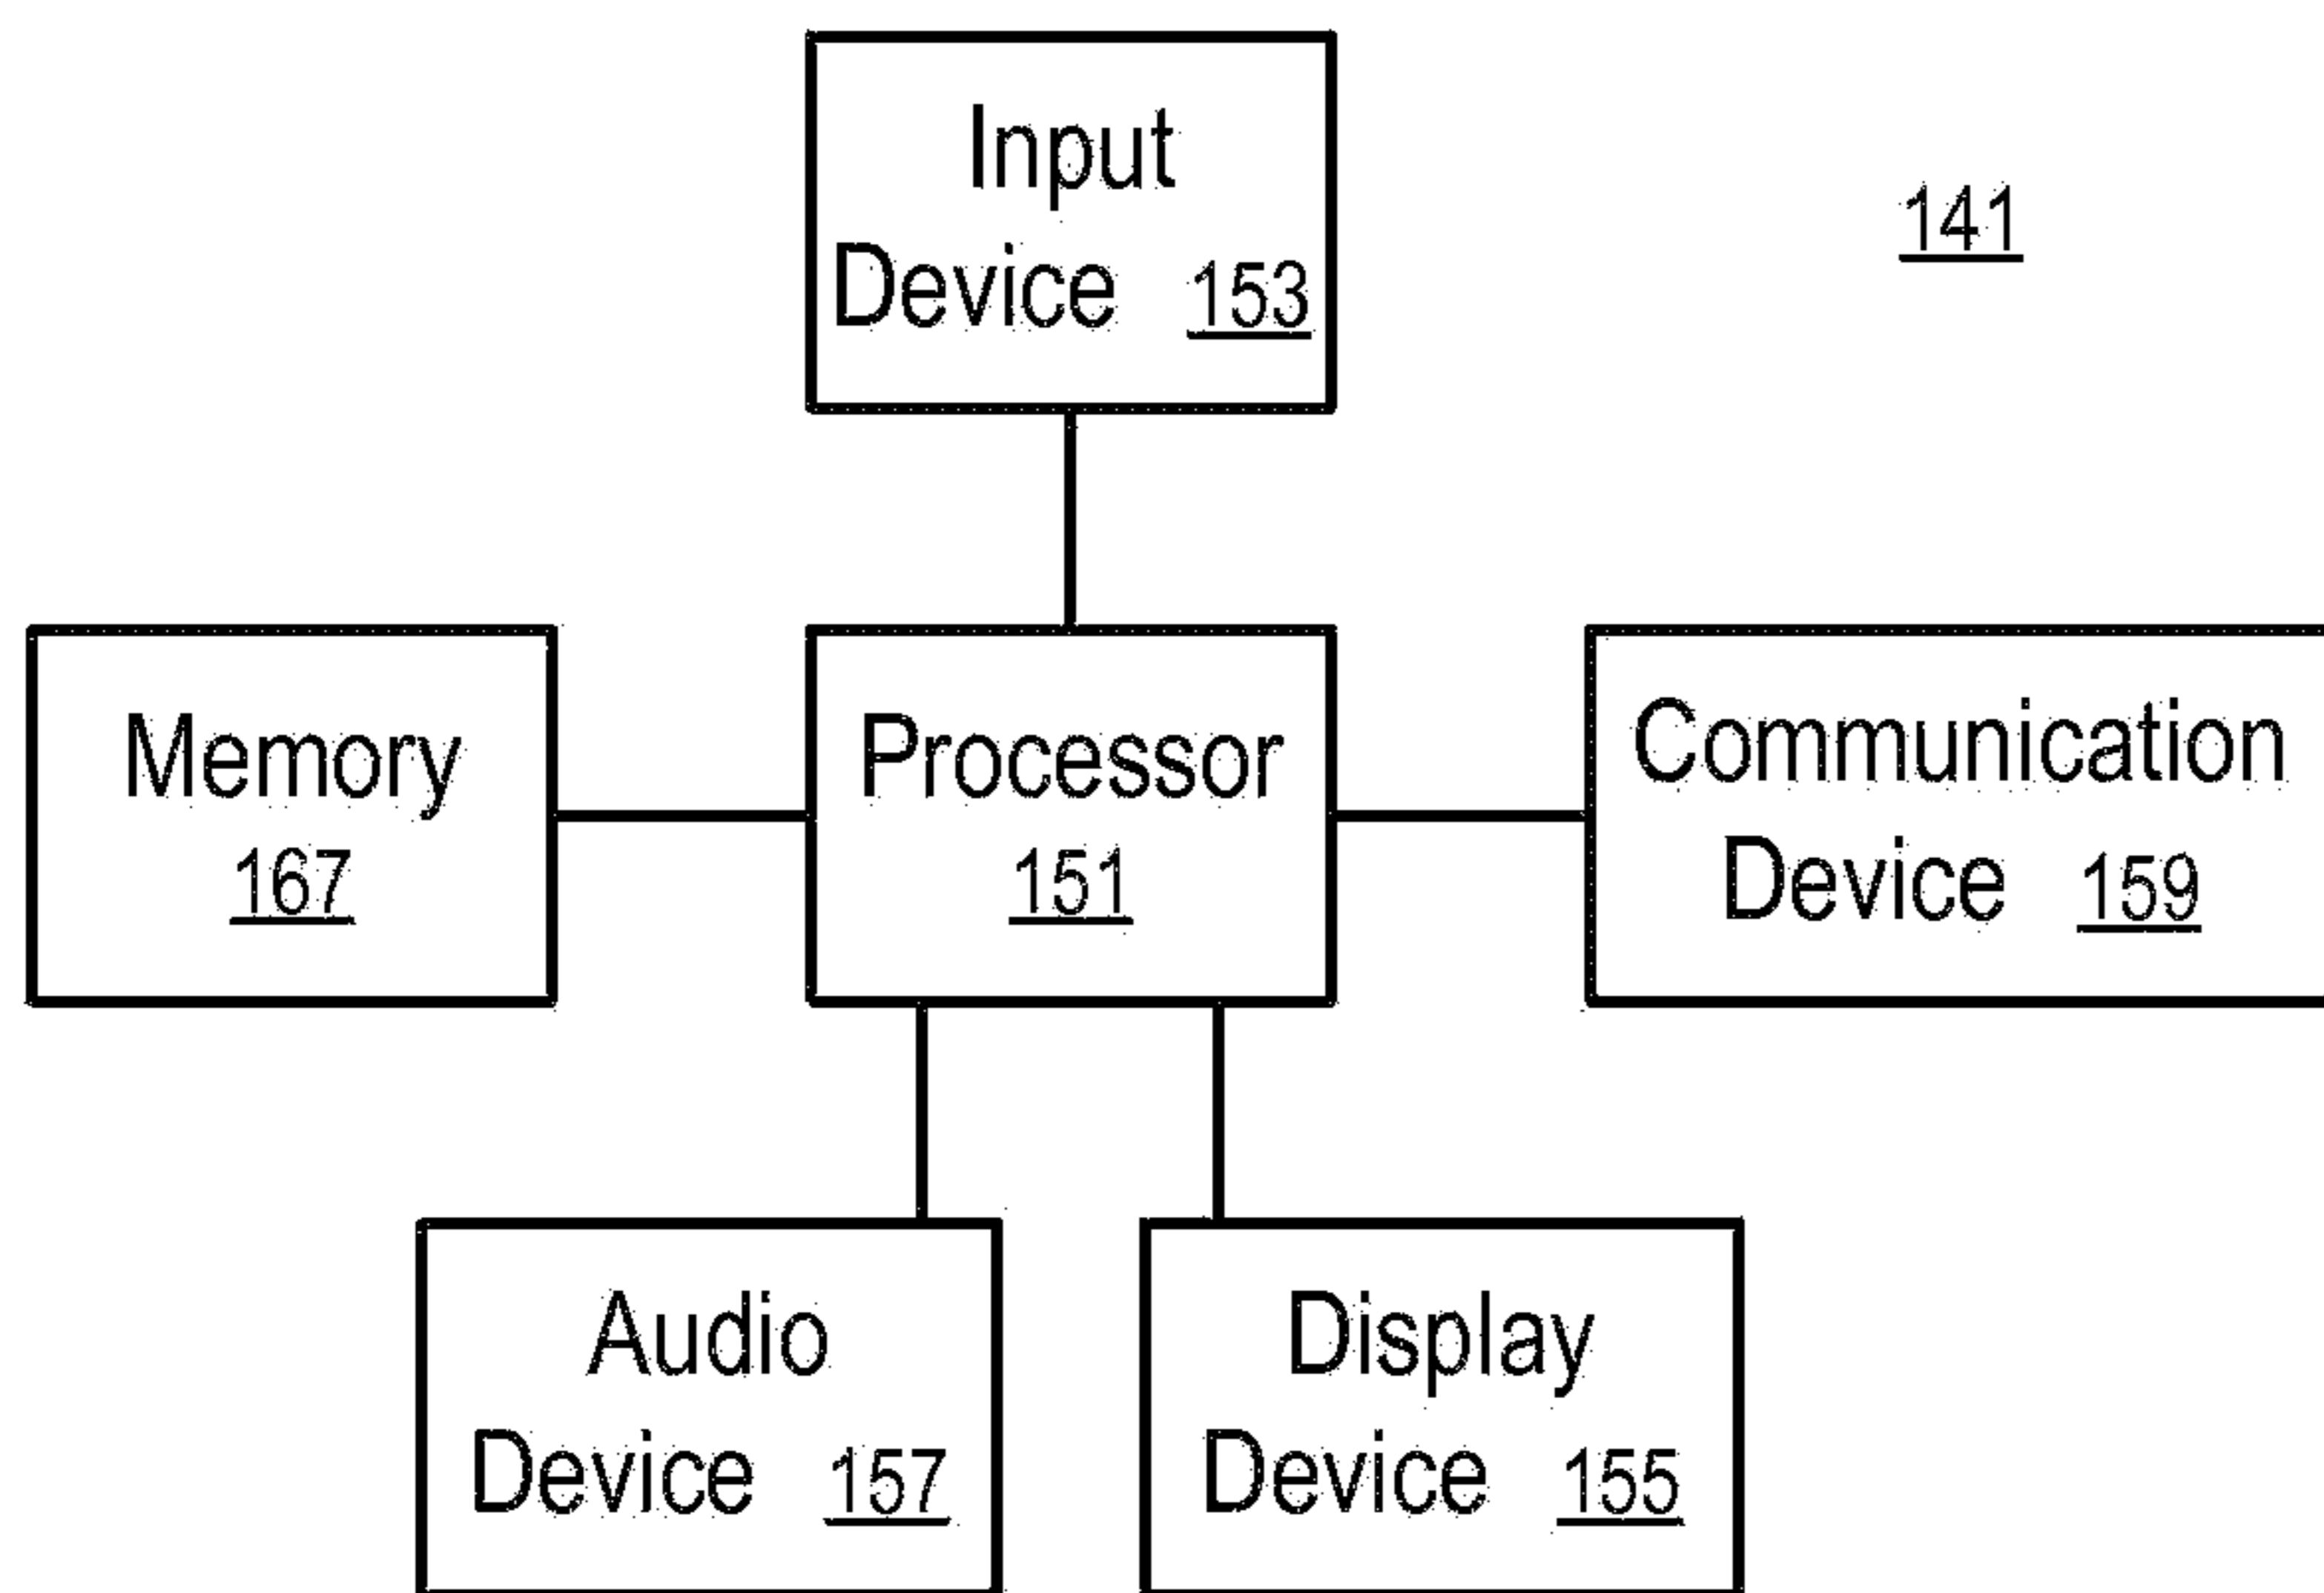 Input
Device 153
141
Memory
167
Processor
151
Communication
Device 159
Audio
Device 157
Display
Device 155